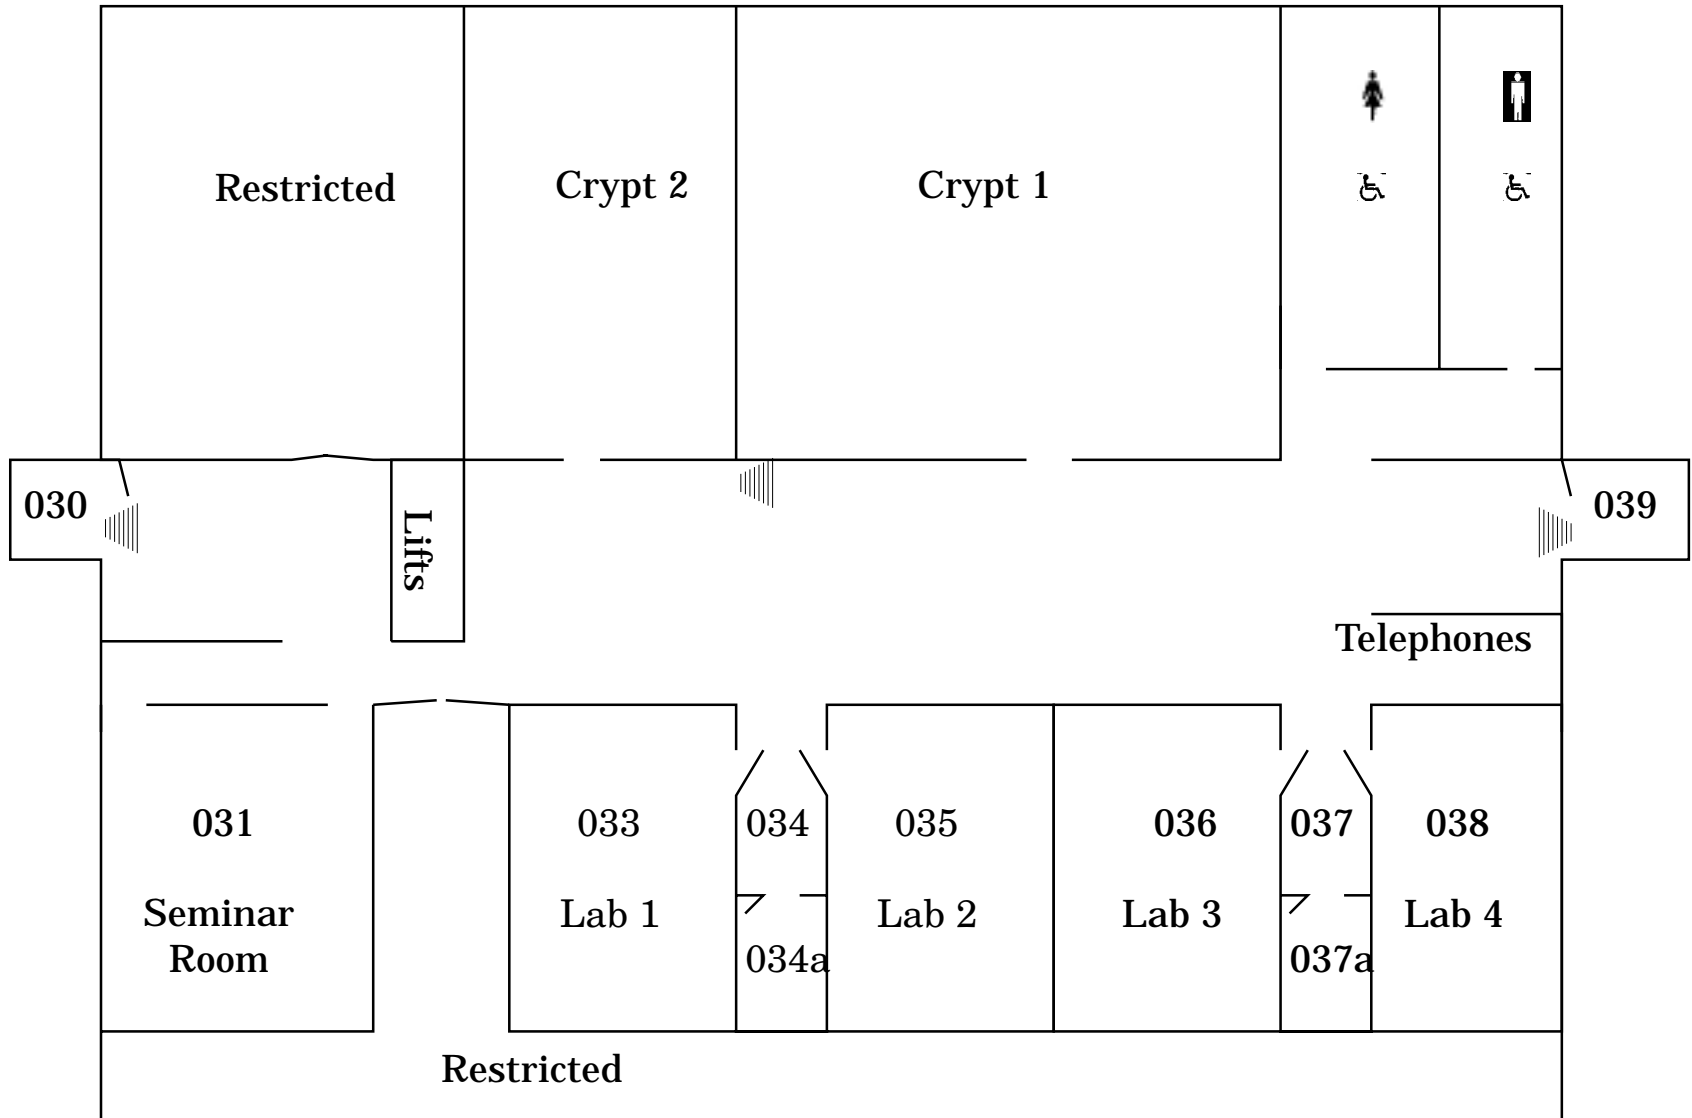 Restricted
Crypt 2
Crypt 1
030
Lifts
039
Telephones
031
033
034
035
036
037
038
Seminar
Room
Lab 1
Lab 2
Lab 3
Lab 4
034a
037a
Restricted